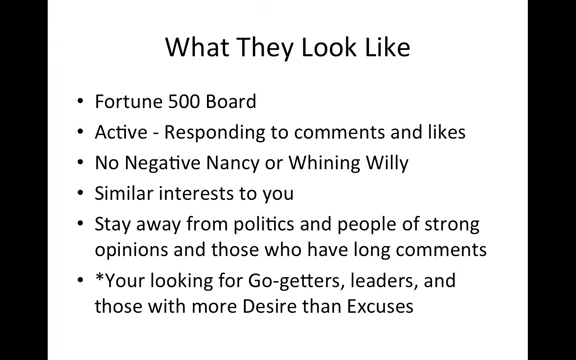 What They Look Like
• Fortune 500 Board
• Active - Responding to comments and likes
• No Negative Nancy or Whining Willy
• Similar interests to you
• Stay away from politics and people of strong
opinions and those who have long comments
• *Your looking for Go-getters, leaders, and
those with more Desire than Excuses